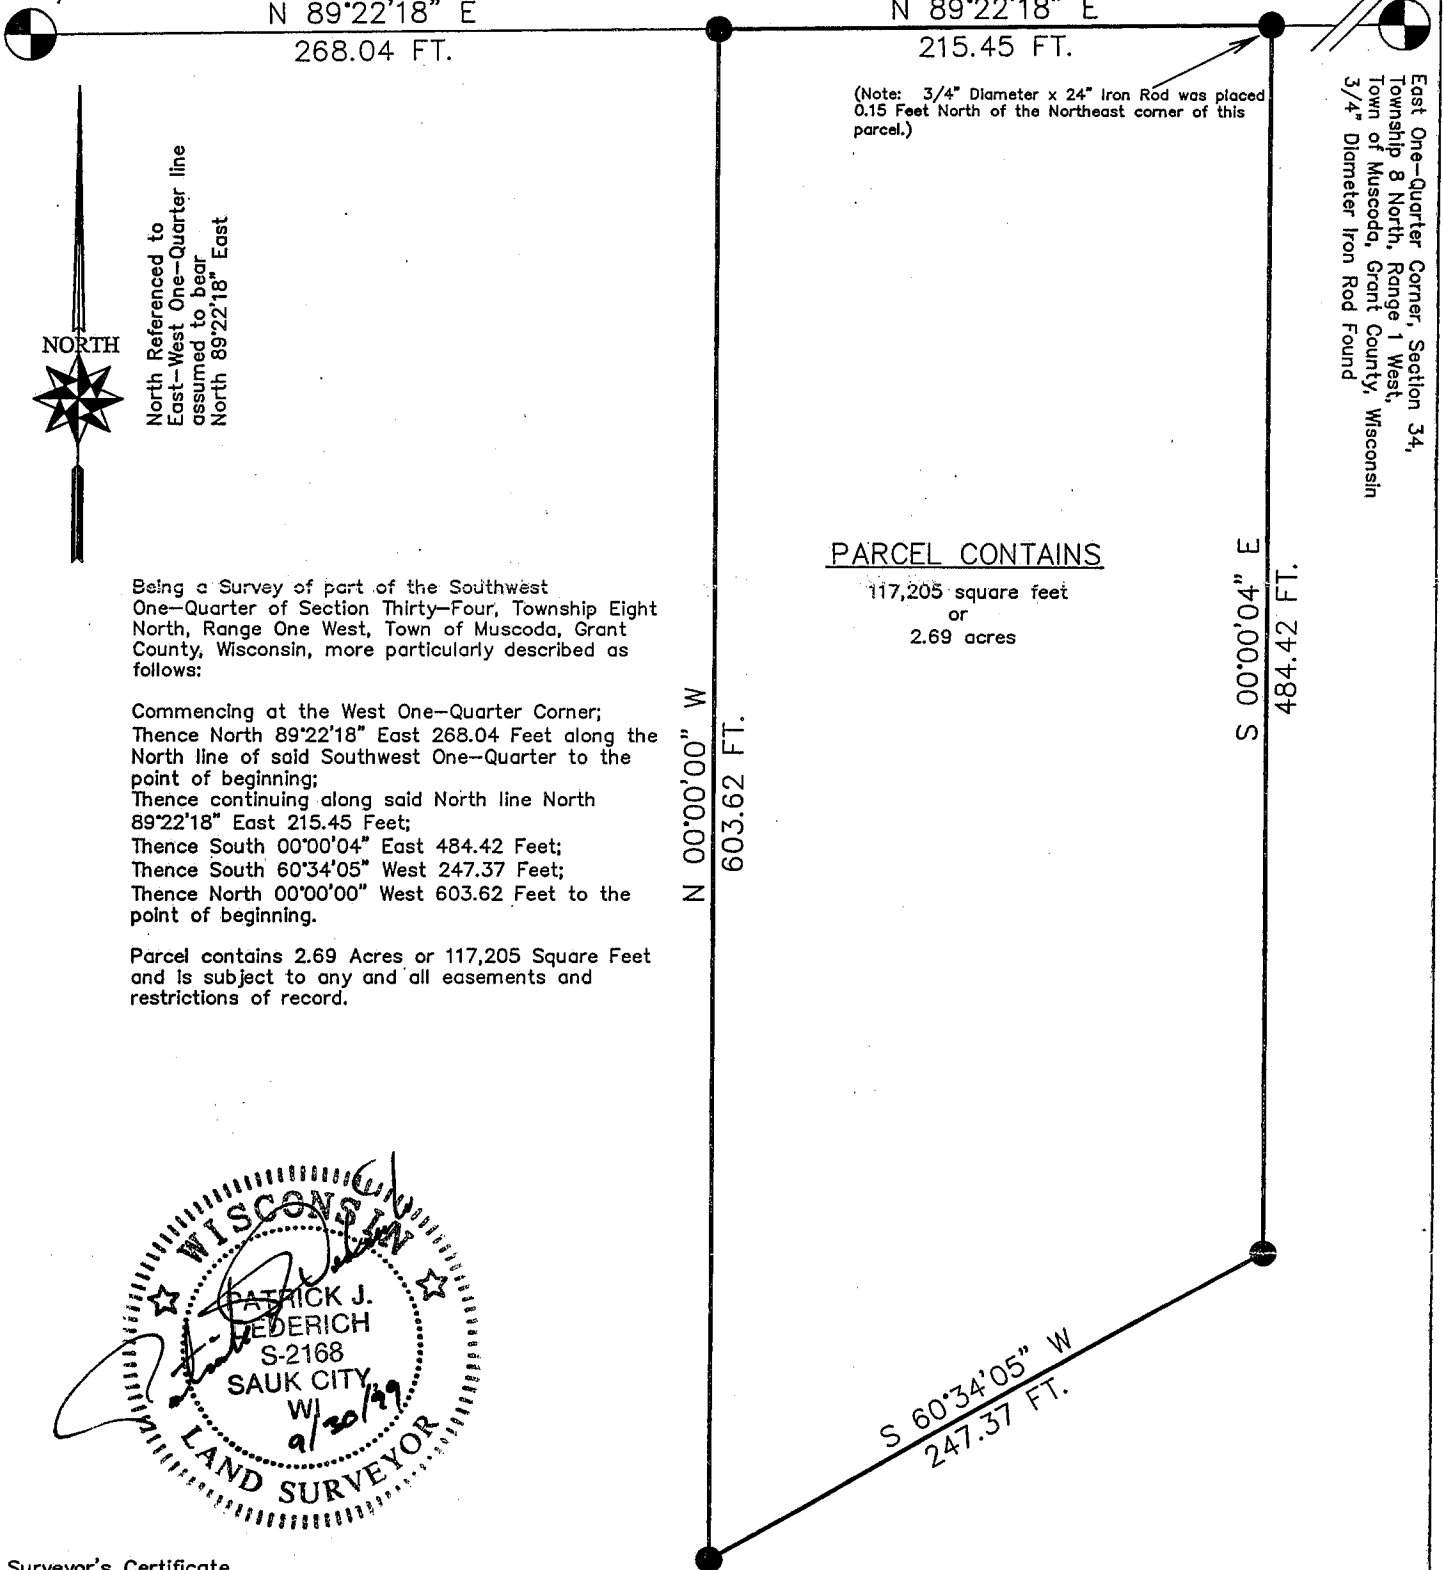 N 89°22'18" E
268.04 FT.
N 89°22'18" E
215.45 FT.
(Note: 3/4" Diameter x 24" Iron Rod was placed
0.15 Feet North of the Northeast corner of this
parcel.)
East One-Quarter Corner, Section 34,
Township 8 North, Range 1 West,
Town of Muscoda, Grant County, Wisconsin
3/4" Diameter Iron Rod Found
North Referenced to
East-West One-Quarter line
assumed to bear
North 89°22'18" East
NORTH
PARCEL CONTAINS
117,205 square feet
or
2.69 acres
S 00°00'04" E
484.42 FT.
Being a Survey of part of the Southwest
One-Quarter of Section Thirty-Four, Township Eight
North, Range One West, Town of Muscoda, Grant
County, Wisconsin, more particularly described as
follows:
Commencing at the West One-Quarter Corner;
Thence North 89°22'18" East 268.04 Feet along the
North line of said Southwest One-Quarter to the
point of beginning;
Thence continuing along said North line North
89°22'18" East 215.45 Feet;
Thence South 00°00'04" East 484.42 Feet;
Thence South 60°34'05" West 247.37 Feet;
Thence North 00°00'00" West 603.62 Feet to the
point of beginning.
Parcel contains 2.69 Acres or 117,205 Square Feet
and is subject to any and all easements and
restrictions of record.
N 00°00'00" W
603.62 FT.
WISCONSIN
PATRICK J.
S-2168
SAUK CITY,
WI
9/30/99
LAND SURVEYOR
S 60°34'05" W
247.37 FT.
Surveyor's Certificate